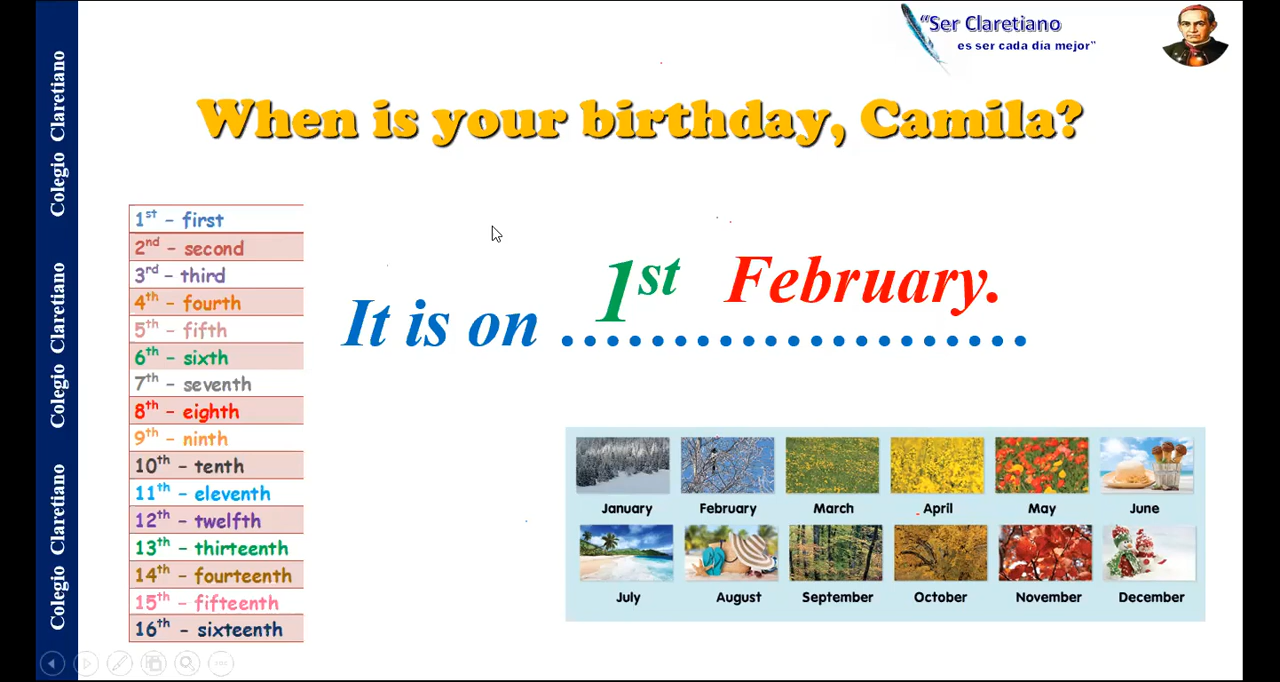 “Ser Claretiano
es ser cada día mejor”
When is your birthday, Camila?
Colegio Claretiano
Colegio Claretiano
Colegio Claretiano
1st – first
2nd – second
3rd – third
4th – fourth
5th – fifth
6th – sixth
7th – seventh
8th – eighth
9th – ninth
10th – tenth
11th – eleventh
12th – twelfth
13th – thirteenth
14th – fourteenth
15th – fifteenth
16th – sixteenth
1st February.
It is on .....................
January February March April May June
July August September October November December